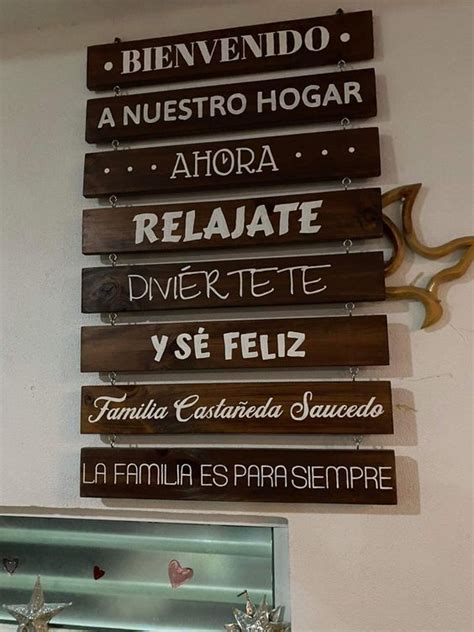 • BIENVENIDO •
A NUESTRO HOGAR
• • • AHORA • • •
RELAJATE
DIVIÉRTETE
Y SÉ FELIZ
Familia Castañeda Saucedo
LA FAMILIA ES PARA SIEMPRE